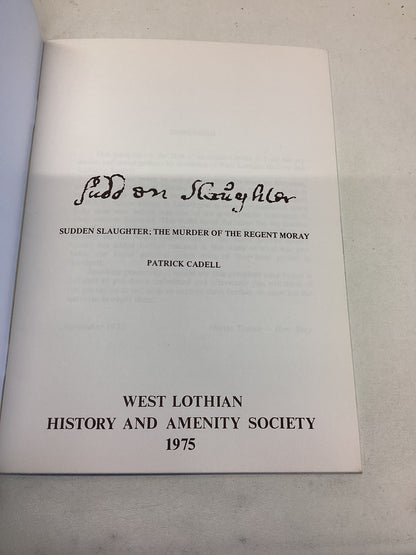 Sudd en Slaughter
SUDDEN SLAUGHTER; THE MURDER OF THE REGENT MORAY
PATRICK CADELL
WEST LOTHIAN
HISTORY AND AMENITY SOCIETY
1975